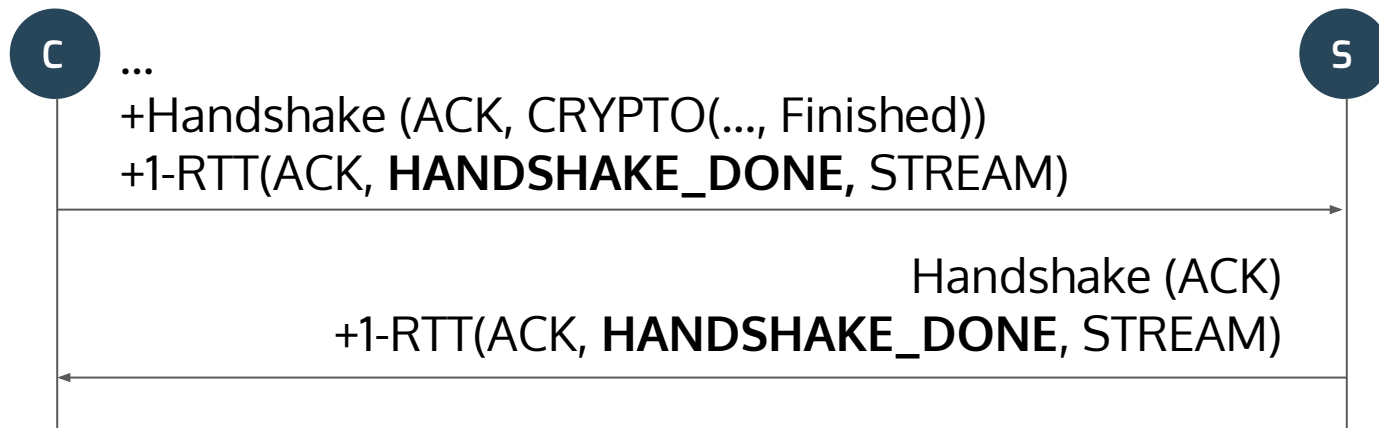 C
S
...
+Handshake (ACK, CRYPTO(..., Finished))
+1-RTT(ACK, HANDSHAKE_DONE, STREAM)
Handshake (ACK)
+1-RTT(ACK, HANDSHAKE_DONE, STREAM)